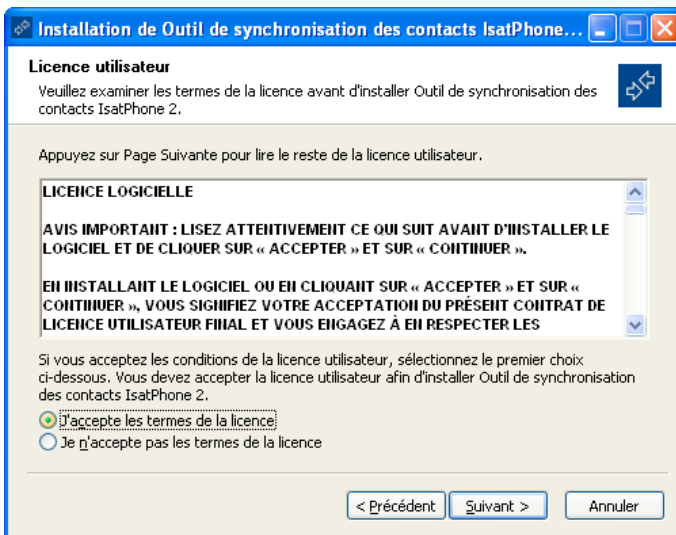 Installation de Outil de synchronisation des contacts IsatPhone...
Licence utilisateur
Veuillez examiner les termes de la licence avant d'installer Outil de synchronisation des
contacts IsatPhone 2.
Appuyez sur Page Suivante pour lire le reste de la licence utilisateur.
LICENCE LOGICIELLE
AVIS IMPORTANT : LISEZ ATTENTIVEMENT CE QUI SUIT AVANT D'INSTALLER LE
LOGICIEL ET DE CLIQUER SUR « ACCEPTER » ET SUR « CONTINUER ».
EN INSTALLANT LE LOGICIEL OU EN CLIQUANT SUR « ACCEPTER » ET SUR «
CONTINUER », VOUS SIGNIFIEZ VOTRE ACCEPTATION DU PRÉSENT CONTRAT DE
LICENCE UTILISATEUR FINAL ET VOUS ENGAGEZ À EN RESPECTER LES
Si vous acceptez les conditions de la licence utilisateur, sélectionnez le premier choix
ci-dessous. Vous devez accepter la licence utilisateur afin d'installer Outil de synchronisation
des contacts IsatPhone 2.
J'accepte les termes de la licence
Je n'accepte pas les termes de la licence
< Précédent Suivant > Annuler